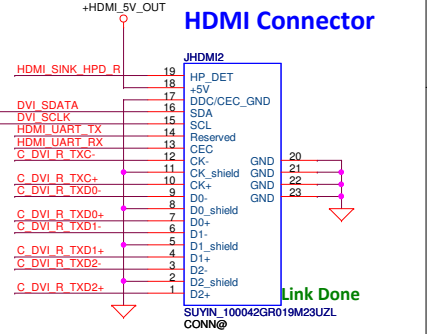 +HDMI_5V_OUT
HDMI Connector
JHDMI2
HDMI_SINK_HPD_R 19 HP_DET
18 +5V
17 DDC/CEC_GND
DVI_SDATA 16 SDA
DVI_SCLK 15 SCL
HDMI_UART_TX 14 Reserved
HDMI_UART_RX 13 CEC
C_DVI_R_TXC- 12 CK- GND 20
11 CK_shield GND 21
C_DVI_R_TXC+ 10 CK+ GND 22
C_DVI_R_TXD0- 9 D0- GND 23
8 D0_shield
C_DVI_R_TXD0+ 7 D0+
C_DVI_R_TXD1- 6 D1-
5 D1_shield
C_DVI_R_TXD1+ 4 D1+
C_DVI_R_TXD2- 3 D2-
2 D2_shield
C_DVI_R_TXD2+ 1 D2+
Link Done
SUYIN_100042GR019M23UZL
CONN@